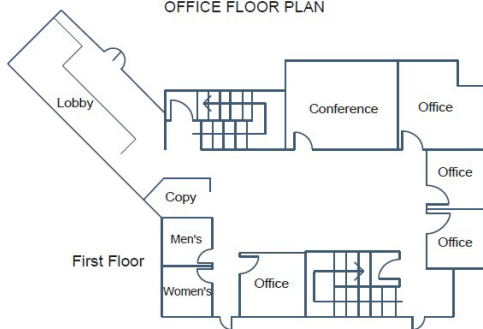 OFFICE FLOOR PLAN
Lobby
Conference
Office
Office
Copy
Men's
Office
First Floor
Women's
Office